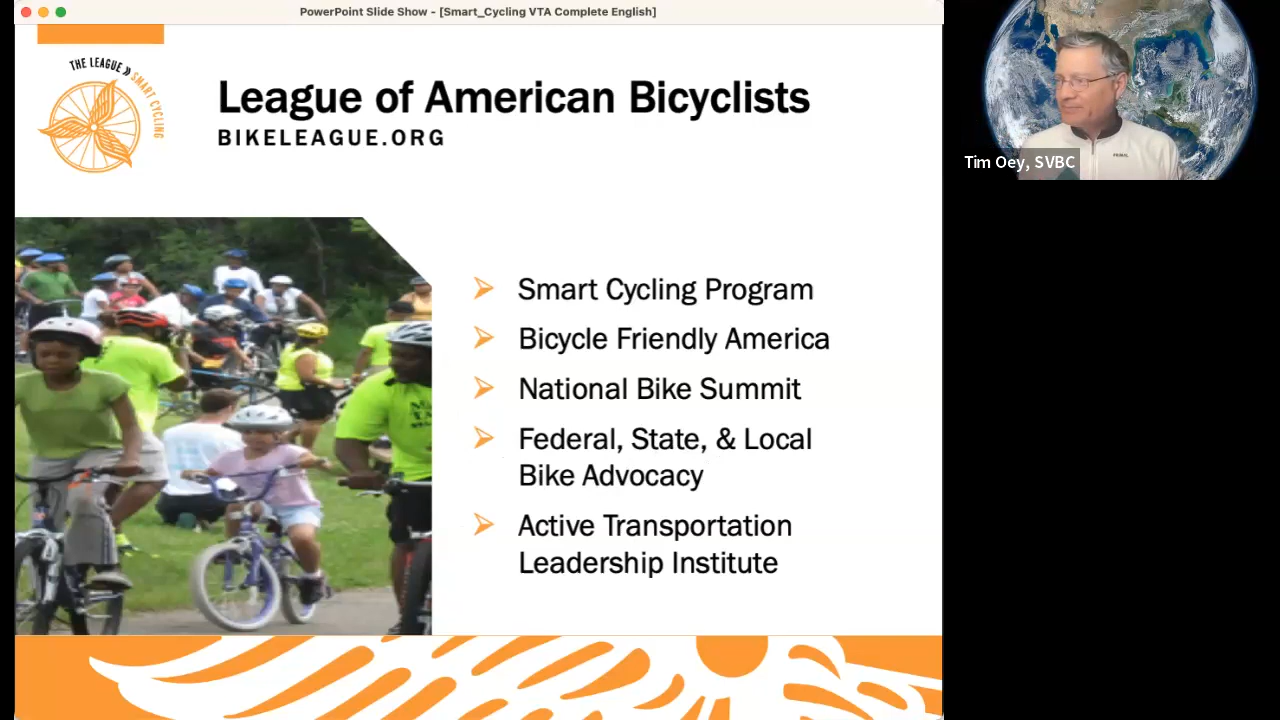 PowerPoint Slide Show - [Smart_Cycling VTA Complete English]
THE LEAGUE
SMART CYCLING
League of American Bicyclists
BIKELEAGUE.ORG
Smart Cycling Program
Bicycle Friendly America
National Bike Summit
Federal, State, & Local
Bike Advocacy
Active Transportation
Leadership Institute
Tim Oey, SVBC
PRIMAL